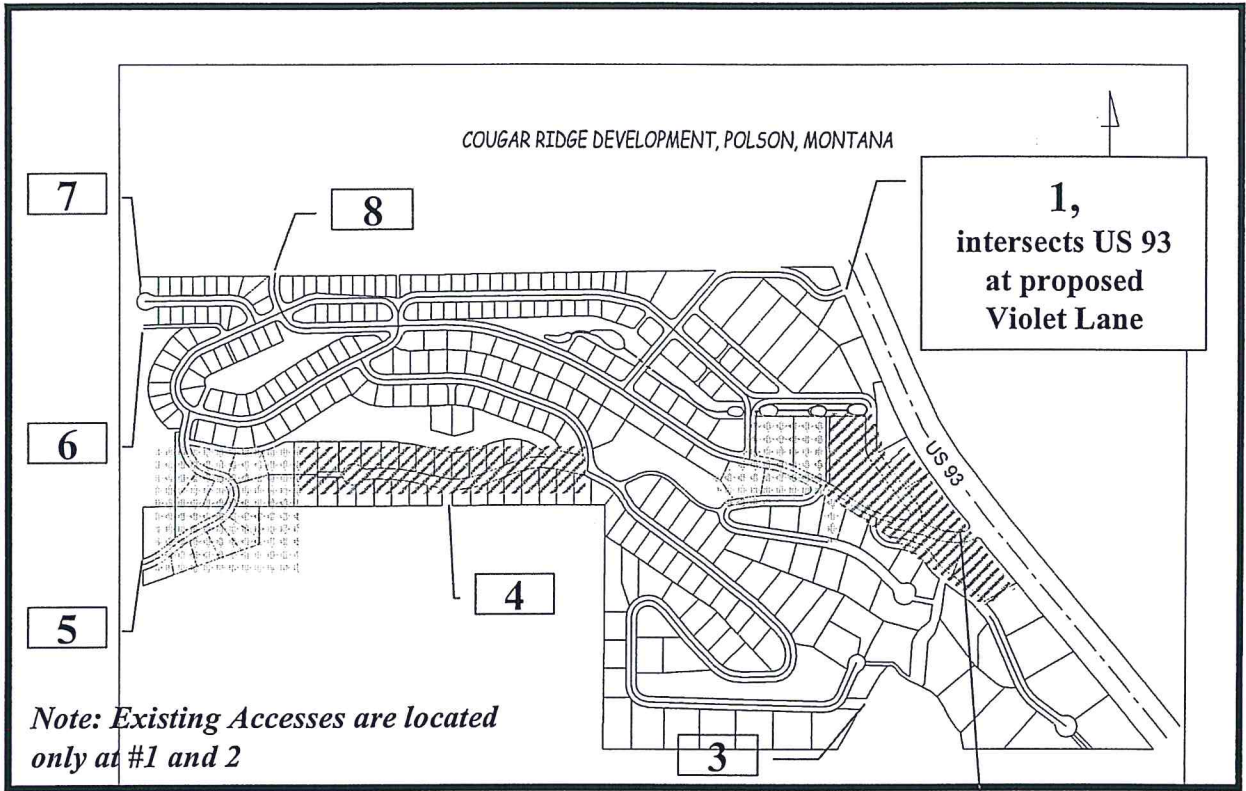 COUGAR RIDGE DEVELOPMENT, POLSON, MONTANA
1,
intersects US 93
at proposed
Violet Lane
7
8
6
US 93
4
5
3
Note: Existing Accesses are located
only at #1 and 2